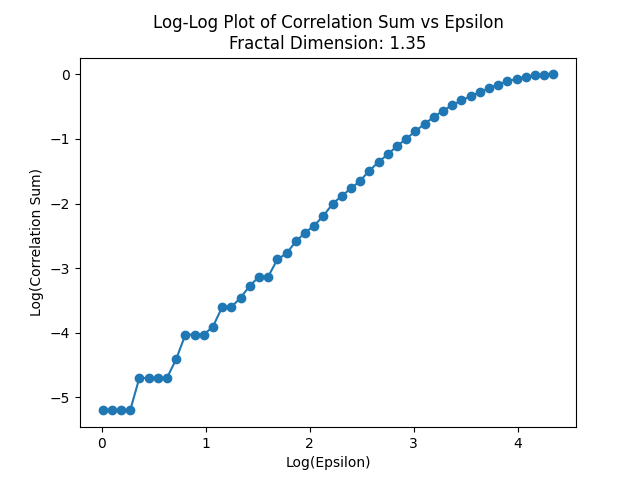 Log-Log Plot of Correlation Sum vs Epsilon
Fractal Dimension: 1.35
Log(Correlation Sum)
0
−1
−2
−3
−4
−5
0 1 2 3 4
Log(Epsilon)